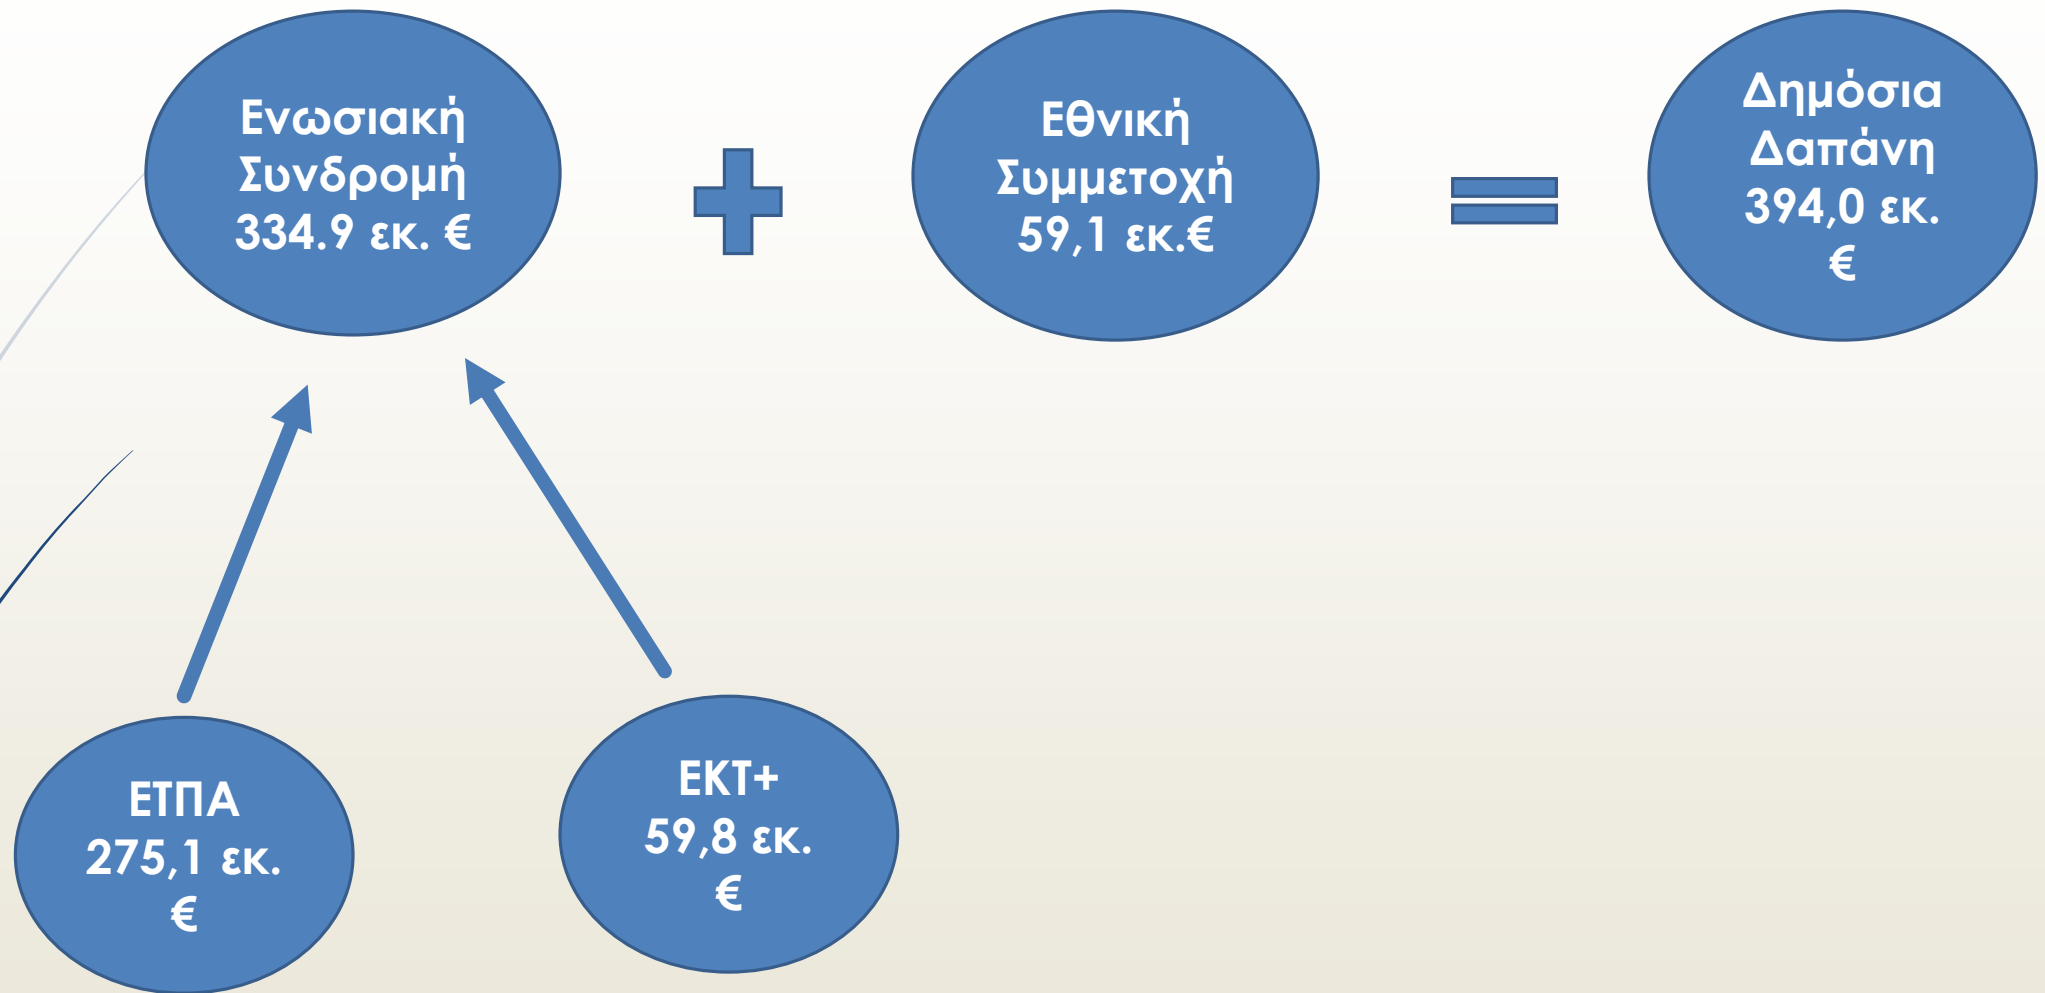 Ενωσιακή
Συνδρομή
334.9 εκ. €
Εθνική
Συμμετοχή
59,1 εκ.€
Δημόσια
Δαπάνη
394,0 εκ.
€
ΕΤΠΑ
275,1 εκ.
€
ΕΚΤ+
59,8 εκ.
€